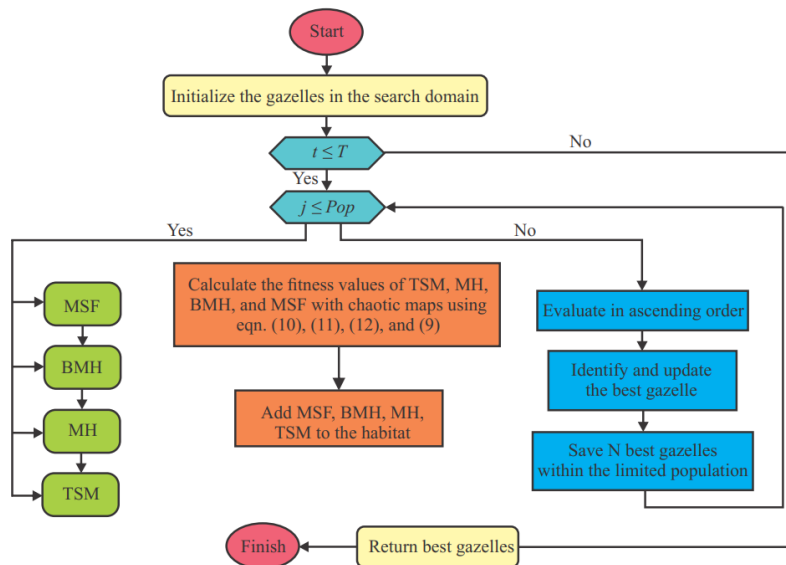 Start
Initialize the gazelles in the search domain
t ≤ T
No
Yes
j ≤ Pop
Yes
No
MSF
BMH
MH
TSM
Calculate the fitness values of TSM, MH,
BMH, and MSF with chaotic maps using
eqn. (10), (11), (12), and (9)
Add MSF, BMH, MH,
TSM to the habitat
Evaluate in ascending order
Identify and update
the best gazelle
Save N best gazelles
within the limited population
Finish
Return best gazelles